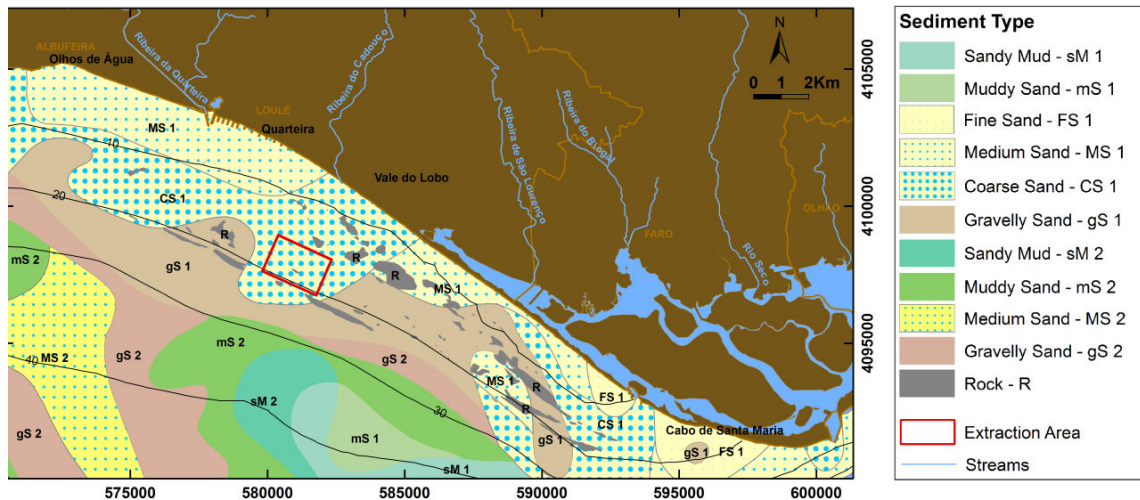 ALBUFEIRA
Olhos de Água
Ribeira da Quarteira
LOULÉ
Quarteira
Ribeira do Cadouço
Vale do Lobo
Ribeira de São Lourenço
Ribeira do Biogal
FARO
Rio Seco
OLHÃO
N
0 1 2Km
MS 1
10
CS 1
20
R
gS 1
R
R
MS 1
mS 2
MS 2
40
gS 2
mS 2
gS 2
sM 2
30
gS 2
mS 1
sM 1
MS 1
R
R
gS 1
FS 1
CS 1
Cabo de Santa Maria
gS 1
FS 1
MS 1
575000
580000
585000
590000
595000
600000
4105000
4100000
4095000
Sediment Type
Sandy Mud - sM 1
Muddy Sand - mS 1
Fine Sand - FS 1
Medium Sand - MS 1
Coarse Sand - CS 1
Gravelly Sand - gS 1
Sandy Mud - sM 2
Muddy Sand - mS 2
Medium Sand - MS 2
Gravelly Sand - gS 2
Rock - R
Extraction Area
Streams